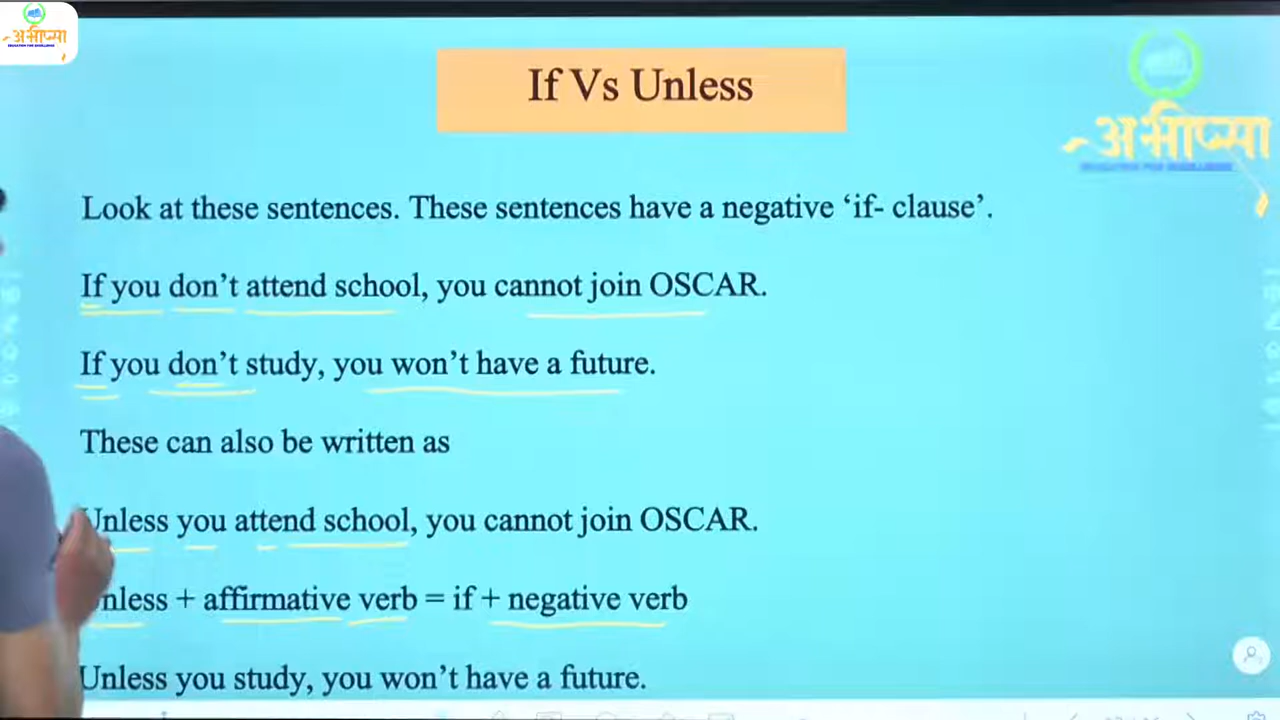 अभीप्सा
If Vs Unless
अभीप्सा
Look at these sentences. These sentences have a negative ‘if- clause’.
If you don’t attend school, you cannot join OSCAR.
If you don’t study, you won’t have a future.
These can also be written as
Unless you attend school, you cannot join OSCAR.
Unless + affirmative verb = if + negative verb
Unless you study, you won’t have a future.